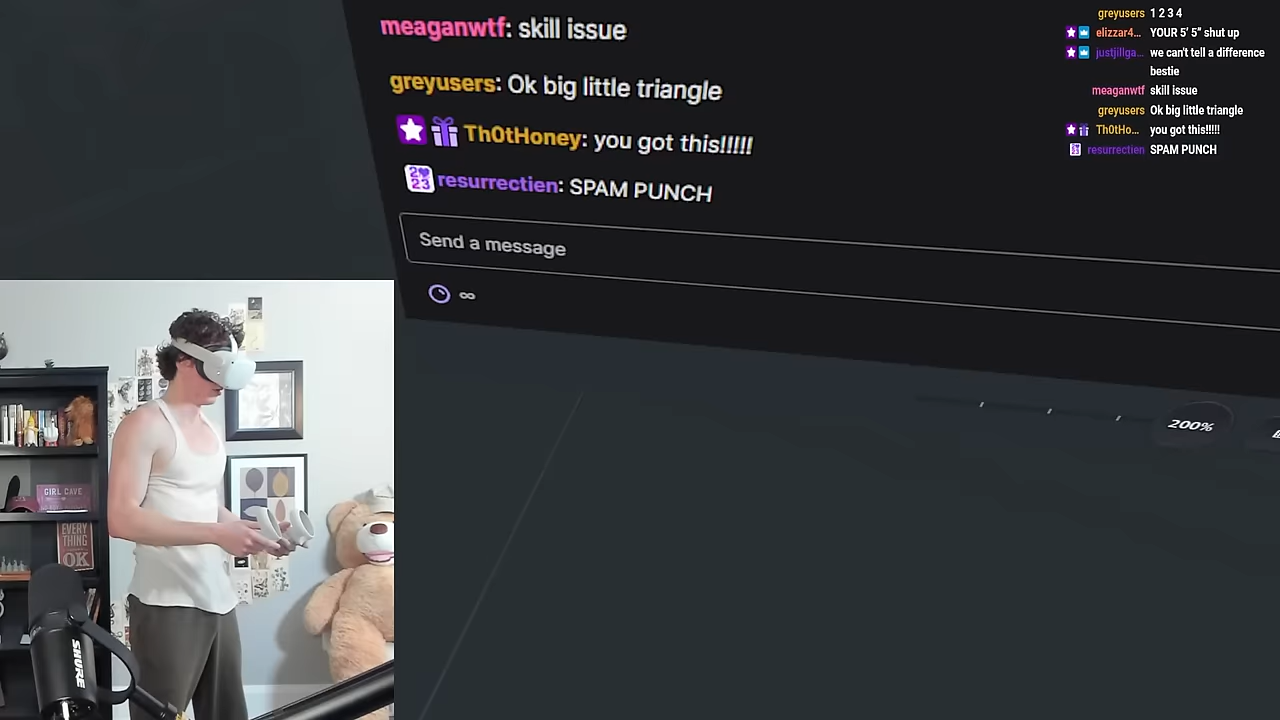 meaganwtf: skill issue
greyusers: Ok big little triangle
Th0tHoney: you got this!!!!!
2023 resurrectien: SPAM PUNCH
Send a message
∞
200%
greyusers 1 2 3 4
elizzar4... YOUR 5' 5" shut up
justjillga... we can't tell a difference
bestie
meaganwtf skill issue
greyusers Ok big little triangle
Th0tHo... you got this!!!!!
resurrectien SPAM PUNCH
GIRL CAVE
EVERY
THING
OK
SHURE